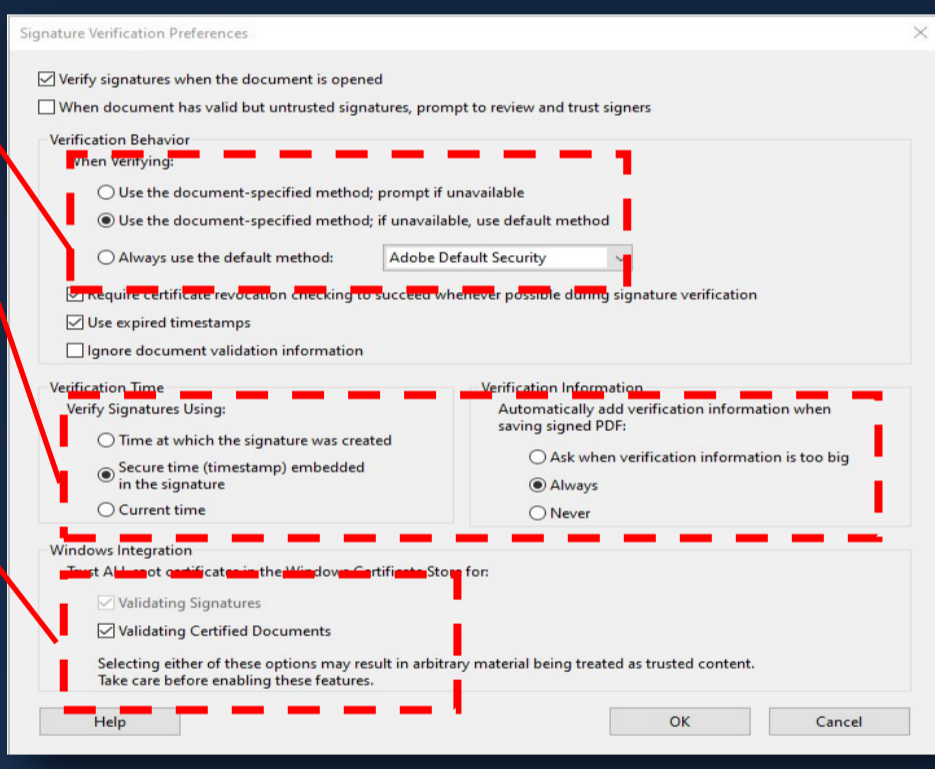 Signature Verification Preferences
Verify signatures when the document is opened
When document has valid but untrusted signatures, prompt to review and trust signers
Verification Behavior
When Verifying:
Use the document-specified method; prompt if unavailable
Use the document-specified method; if unavailable, use default method
Always use the default method: Adobe Default Security
Require certificate revocation checking to succeed whenever possible during signature verification
Use expired timestamps
Ignore document validation information
Verification Time
Verify Signatures Using:
Time at which the signature was created
Secure time (timestamp) embedded
in the signature
Current time
Verification Information
Automatically add verification information when
saving signed PDF:
Ask when verification information is too big
Always
Never
Windows Integration
Trust ALL root certificates in the Windows Certificate Store for:
Validating Signatures
Validating Certified Documents
Selecting either of these options may result in arbitrary material being treated as trusted content.
Take care before enabling these features.
Help OK Cancel